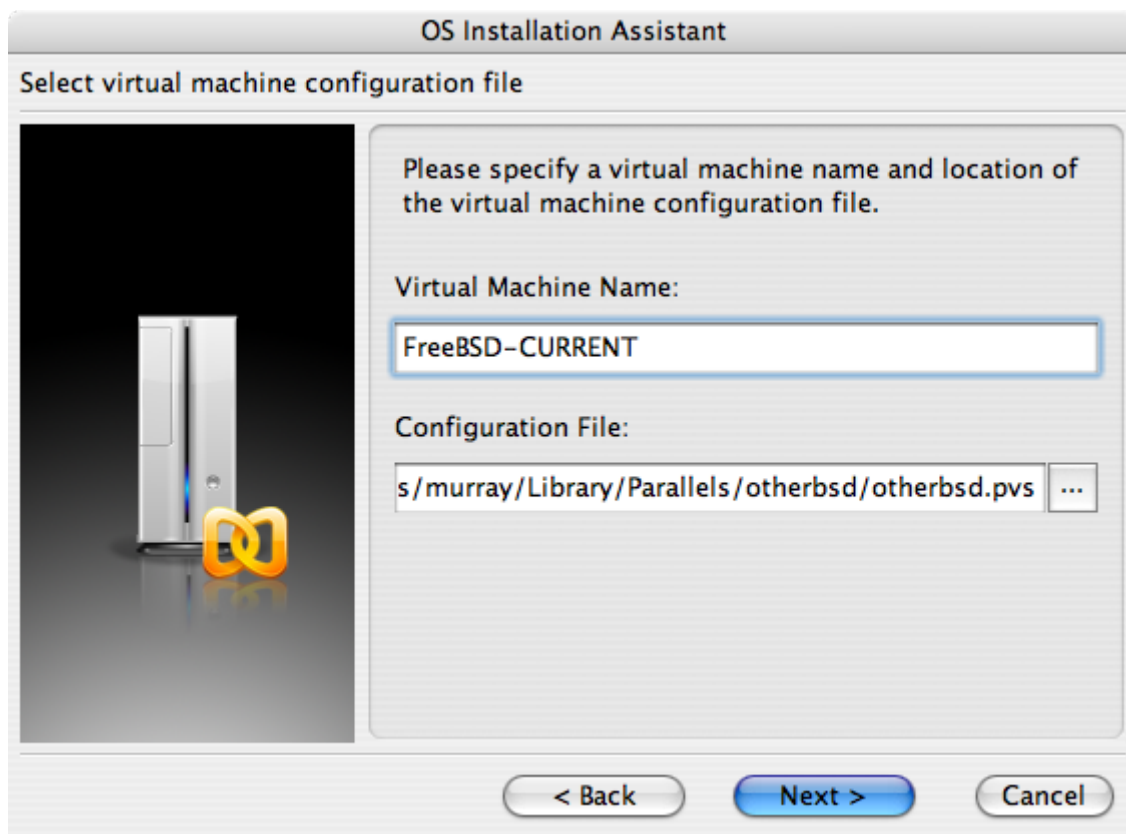 OS Installation Assistant
Select virtual machine configuration file
Please specify a virtual machine name and location of
the virtual machine configuration file.
Virtual Machine Name:
FreeBSD-CURRENT
Configuration File:
s/murray/Library/Parallels/otherbsd/otherbsd.pvs ...
< Back Next > Cancel